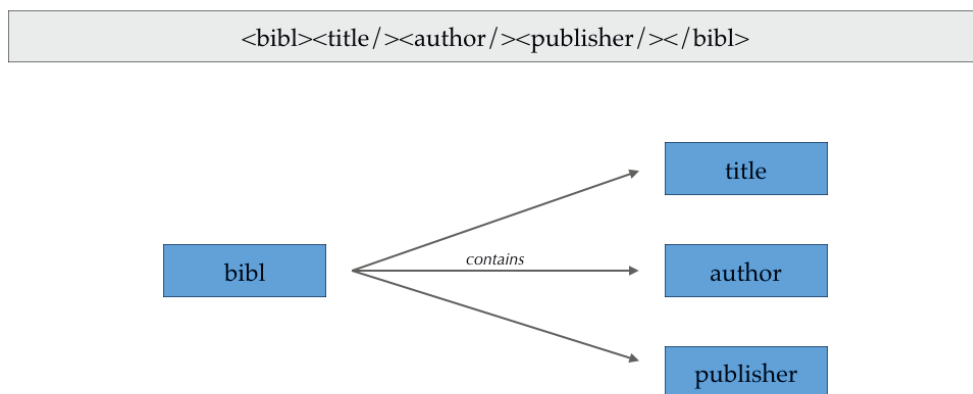 <bibl><title/><author/><publisher/></bibl>
title
contains
bibl
author
publisher